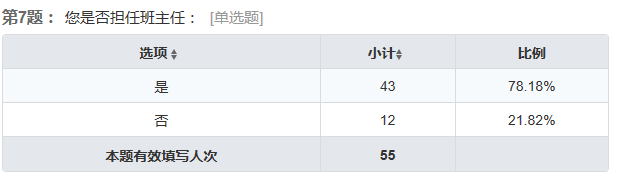 第7题： 您是否担任班主任： [单选题]
选项 小计 比例
是 43 78.18%
否 12 21.82%
本题有效填写人次 55